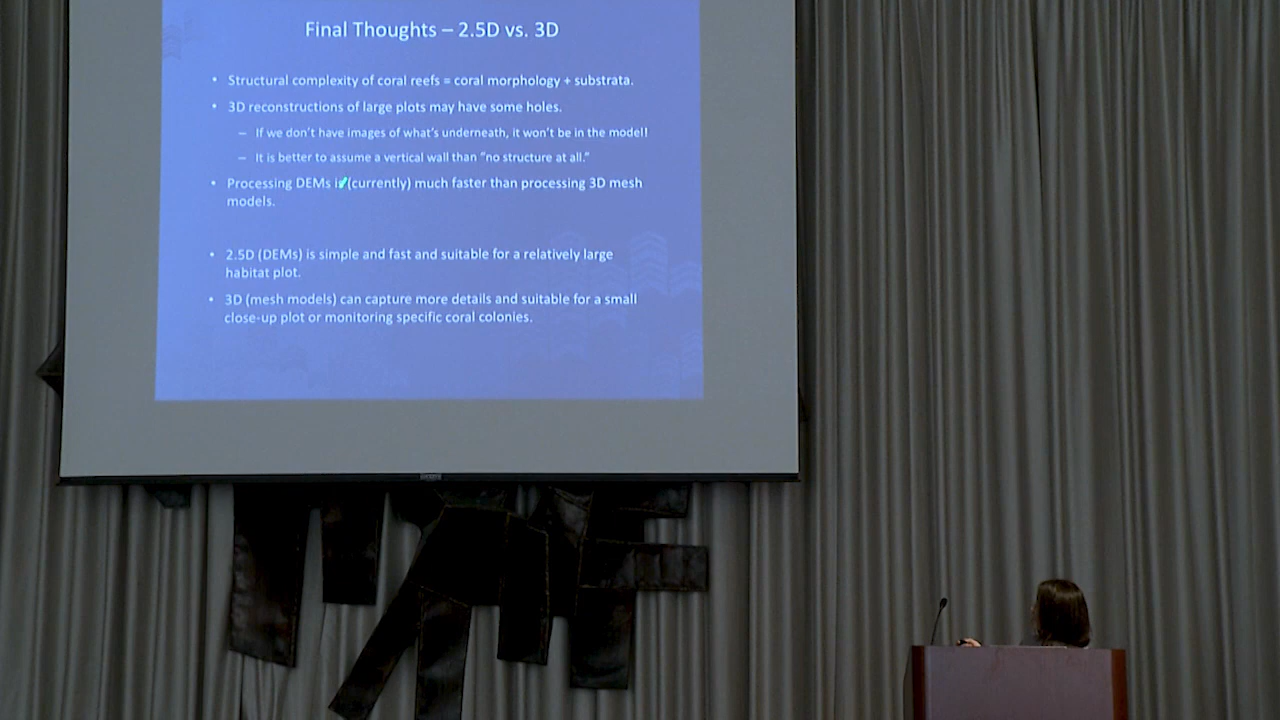 Final Thoughts – 2.5D vs. 3D
• Structural complexity of coral reefs = coral morphology + substrata.
• 3D reconstructions of large plots may have some holes.
– If we don't have images of what's underneath, it won't be in the model!
– It is better to assume a vertical wall than "no structure at all."
• Processing DEMs is (currently) much faster than processing 3D mesh
models.
• 2.5D (DEMs) is simple and fast and suitable for a relatively large
habitat plot.
• 3D (mesh models) can capture more details and suitable for a small
close-up plot or monitoring specific coral colonies.